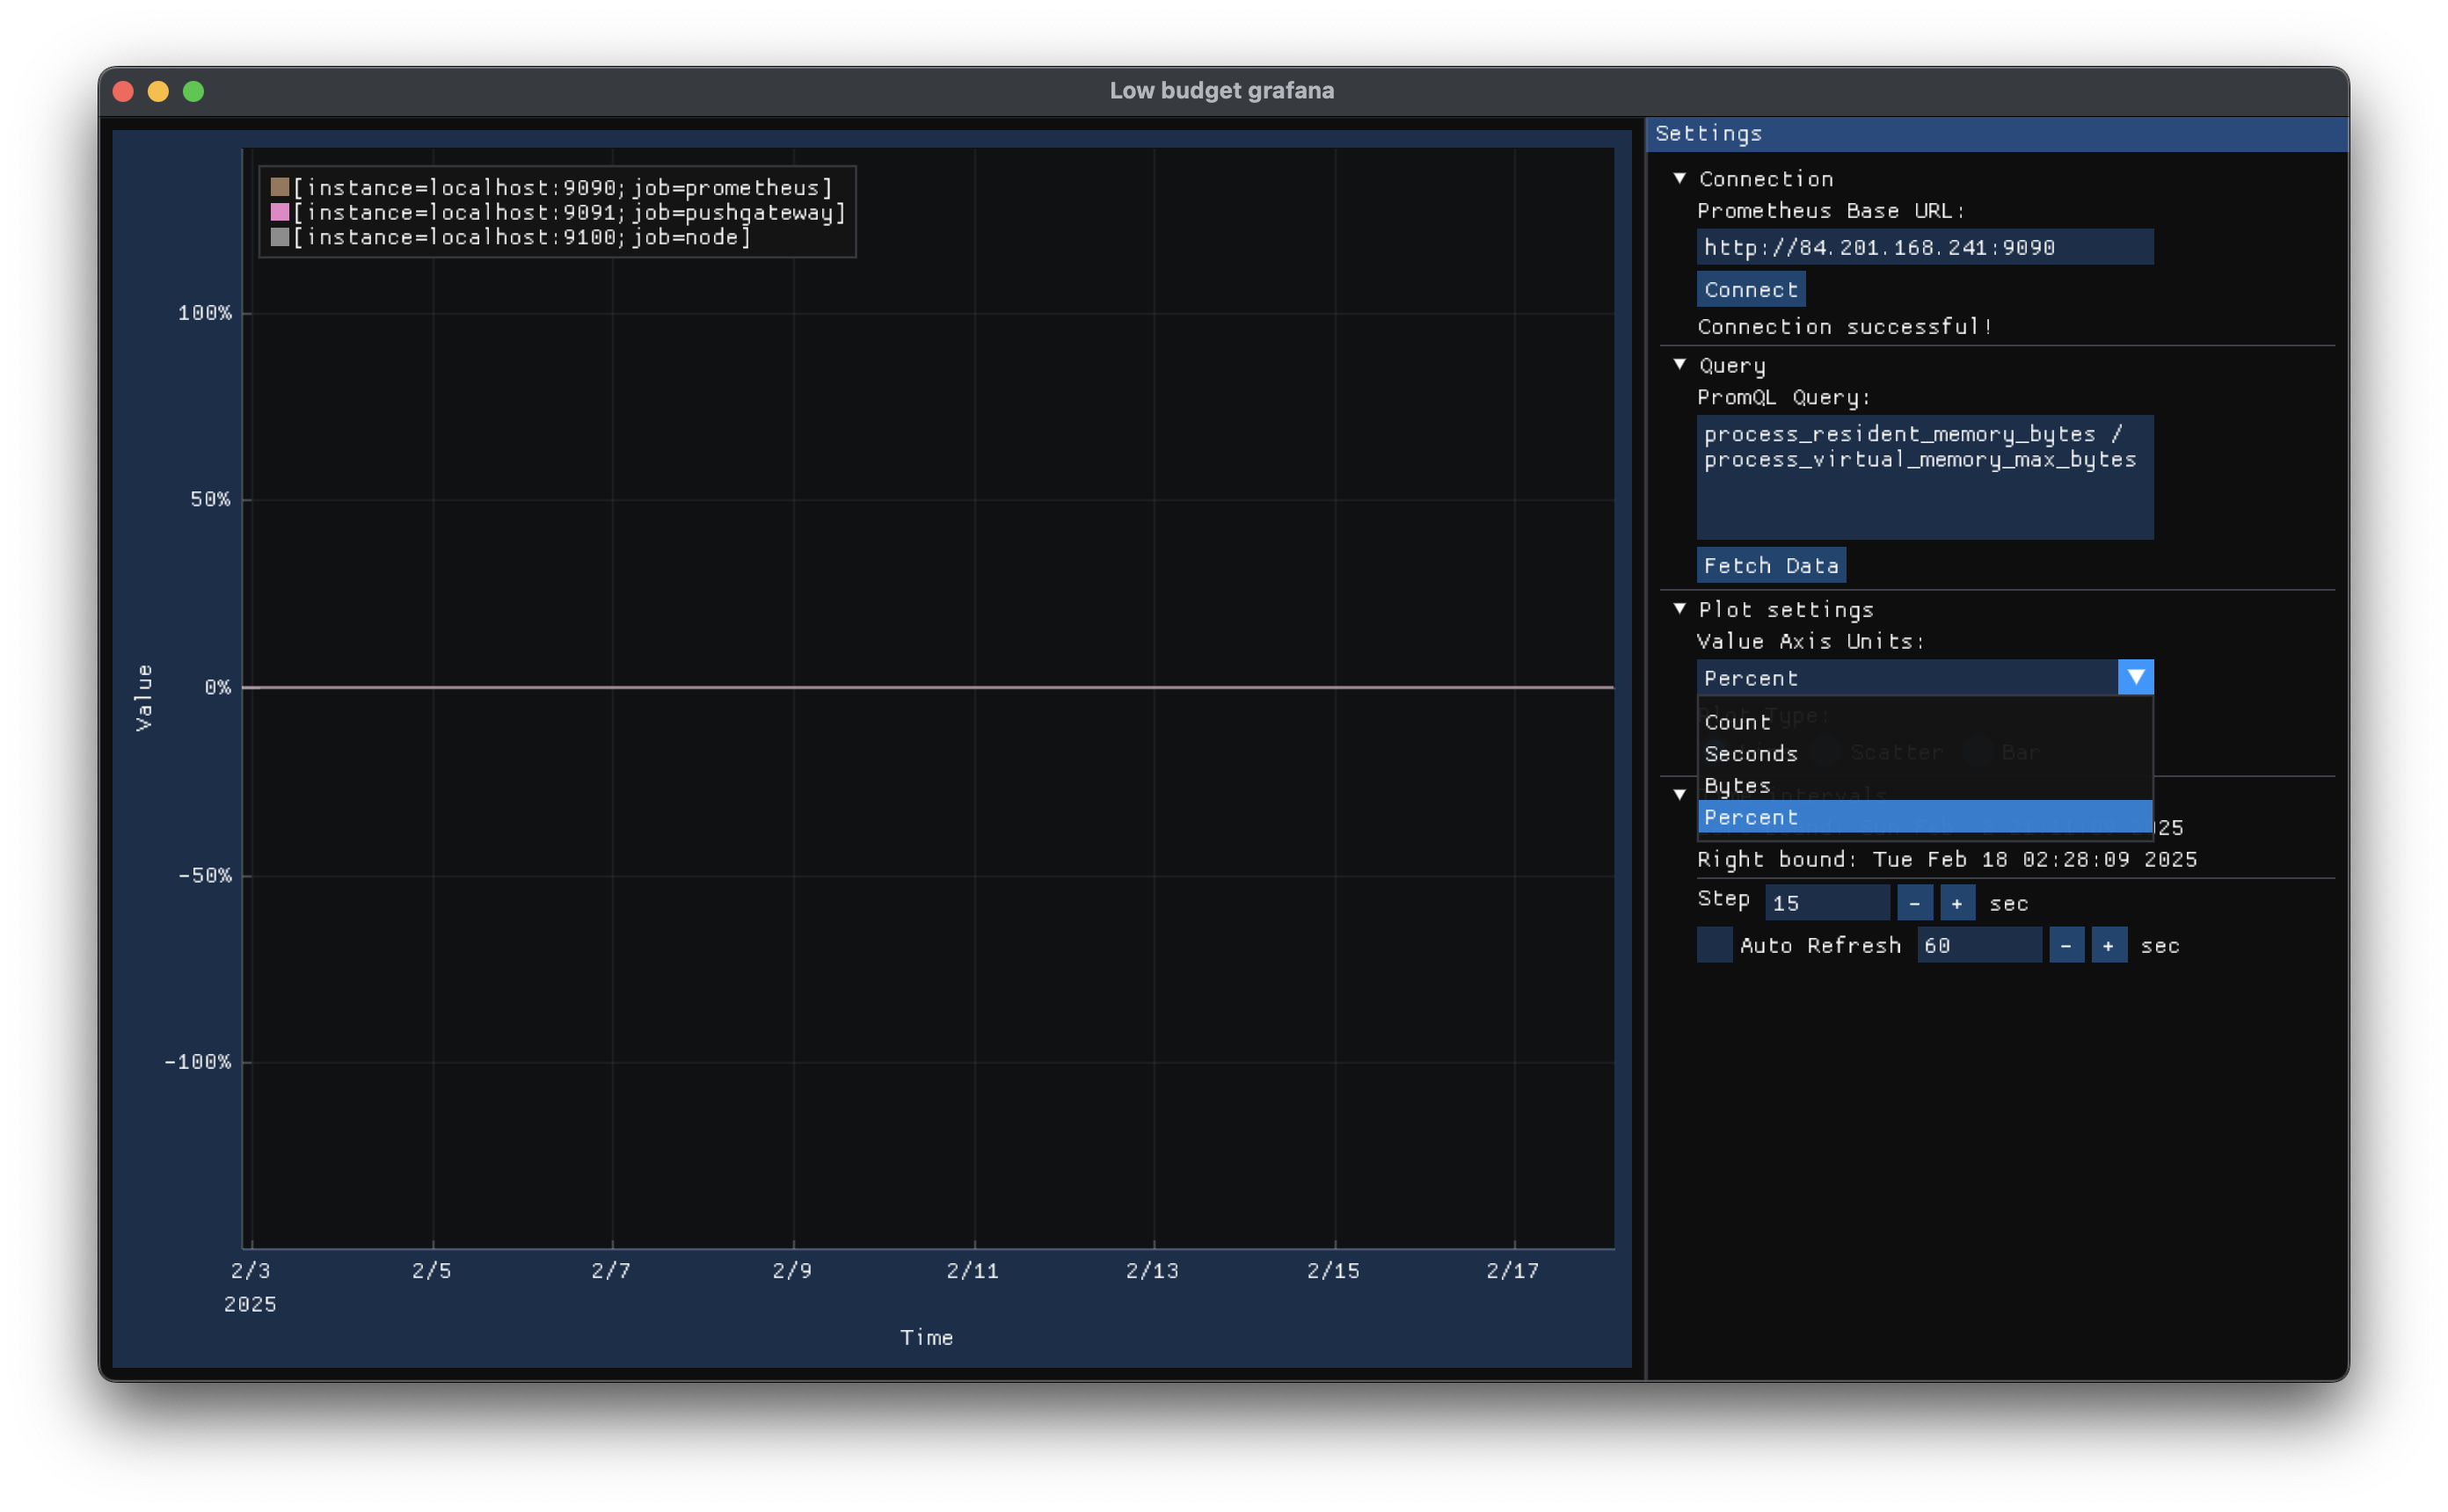 Low budget grafana
[instance=localhost:9090;job=prometheus]
[instance=localhost:9091;job=pushgateway]
[instance=localhost:9100;job=node]
100%
50%
0%
-50%
-100%
Value
2/3
2/5
2/7
2/9
2/11
2/13
2/15
2/17
2025
Time
Settings
Connection
Prometheus Base URL:
http://84.201.168.241:9090
Connect
Connection successful!
Query
PromQL Query:
process_resident_memory_bytes /
process_virtual_memory_max_bytes
Fetch Data
Plot settings
Value Axis Units:
Percent
Type:
Count
Scatter Bar
Seconds
Bytes
intervals
Percent
Right bound: Tue Feb 18 02:28:09 2025
Step 15 - + sec
Auto Refresh 60 - + sec